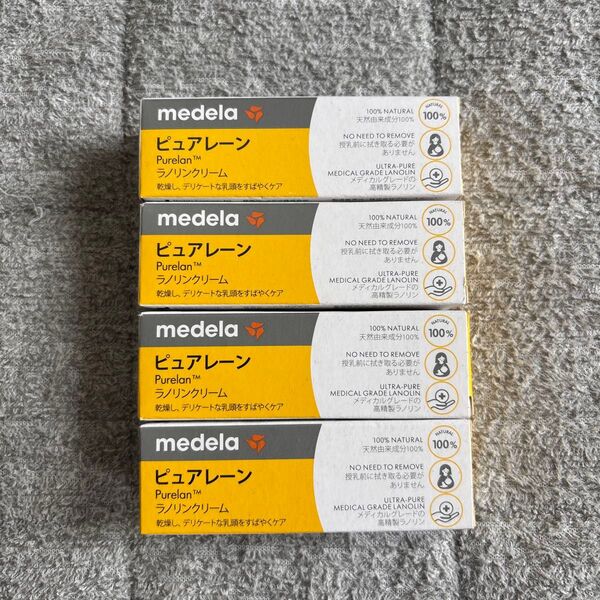 medela
ピュアレーン
Purelan™
ラノリンクリーム
乾燥し、デリケートな乳頭をすばやくケア
100% NATURAL
天然由来成分100%
NATURAL
100%
NO NEED TO REMOVE
授乳前に拭き取る必要が
ありません
ULTRA-PURE
MEDICAL GRADE LANOLIN
メディカルグレードの
高精製ラノリン
medela
ピュアレーン
Purelan™
ラノリンクリーム
乾燥し、デリケートな乳頭をすばやくケア
100% NATURAL
天然由来成分100%
NATURAL
100%
NO NEED TO REMOVE
授乳前に拭き取る必要が
ありません
ULTRA-PURE
MEDICAL GRADE LANOLIN
メディカルグレードの
高精製ラノリン
medela
ピュアレーン
Purelan™
ラノリンクリーム
乾燥し、デリケートな乳頭をすばやくケア
100% NATURAL
天然由来成分100%
NATURAL
100%
NO NEED TO REMOVE
授乳前に拭き取る必要が
ありません
ULTRA-PURE
MEDICAL GRADE LANOLIN
メディカルグレードの
高精製ラノリン
medela
ピュアレーン
Purelan™
ラノリンクリーム
乾燥し、デリケートな乳頭をすばやくケア
100% NATURAL
天然由来成分100%
NATURAL
100%
NO NEED TO REMOVE
授乳前に拭き取る必要が
ありません
ULTRA-PURE
MEDICAL GRADE LANOLIN
メディカルグレードの
高精製ラノリン